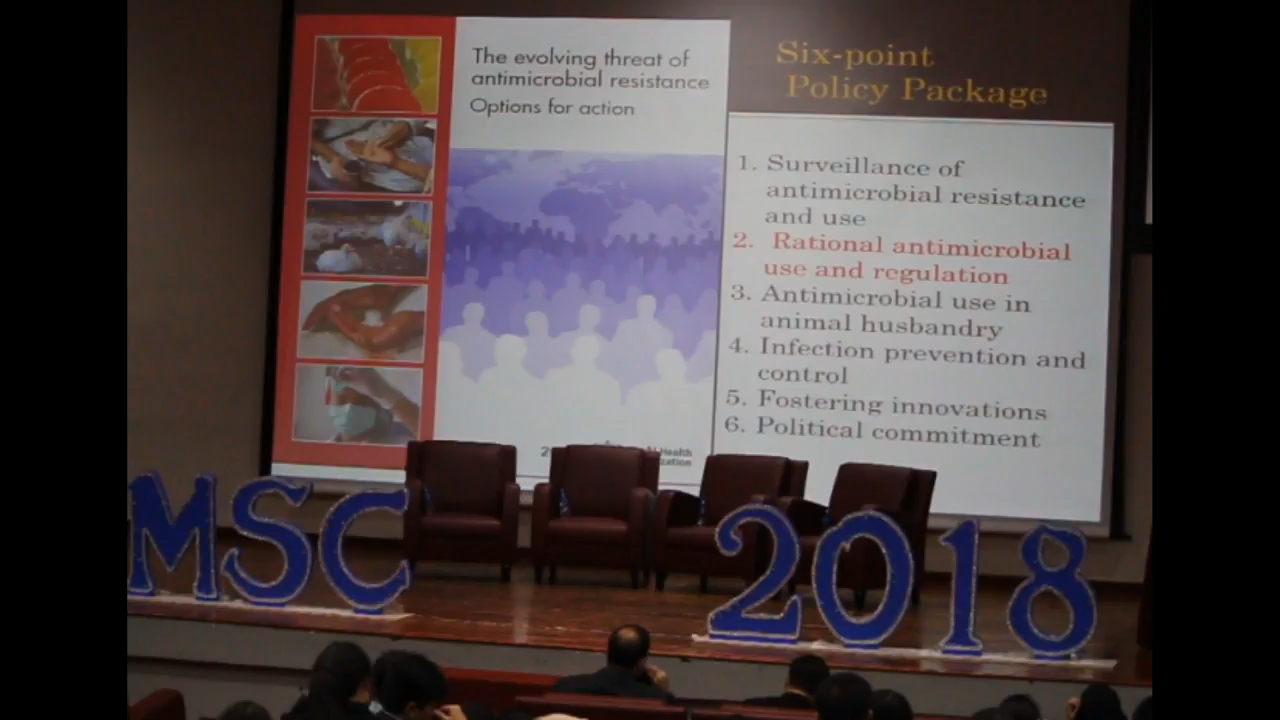 The evolving threat of
antimicrobial resistance
Options for action
Six-point
Policy Package
1. Surveillance of
antimicrobial resistance
and use
2. Rational antimicrobial
use and regulation
3. Antimicrobial use in
animal husbandry
4. Infection prevention and
control
5. Fostering innovations
6. Political commitment
Health
MSC 2018